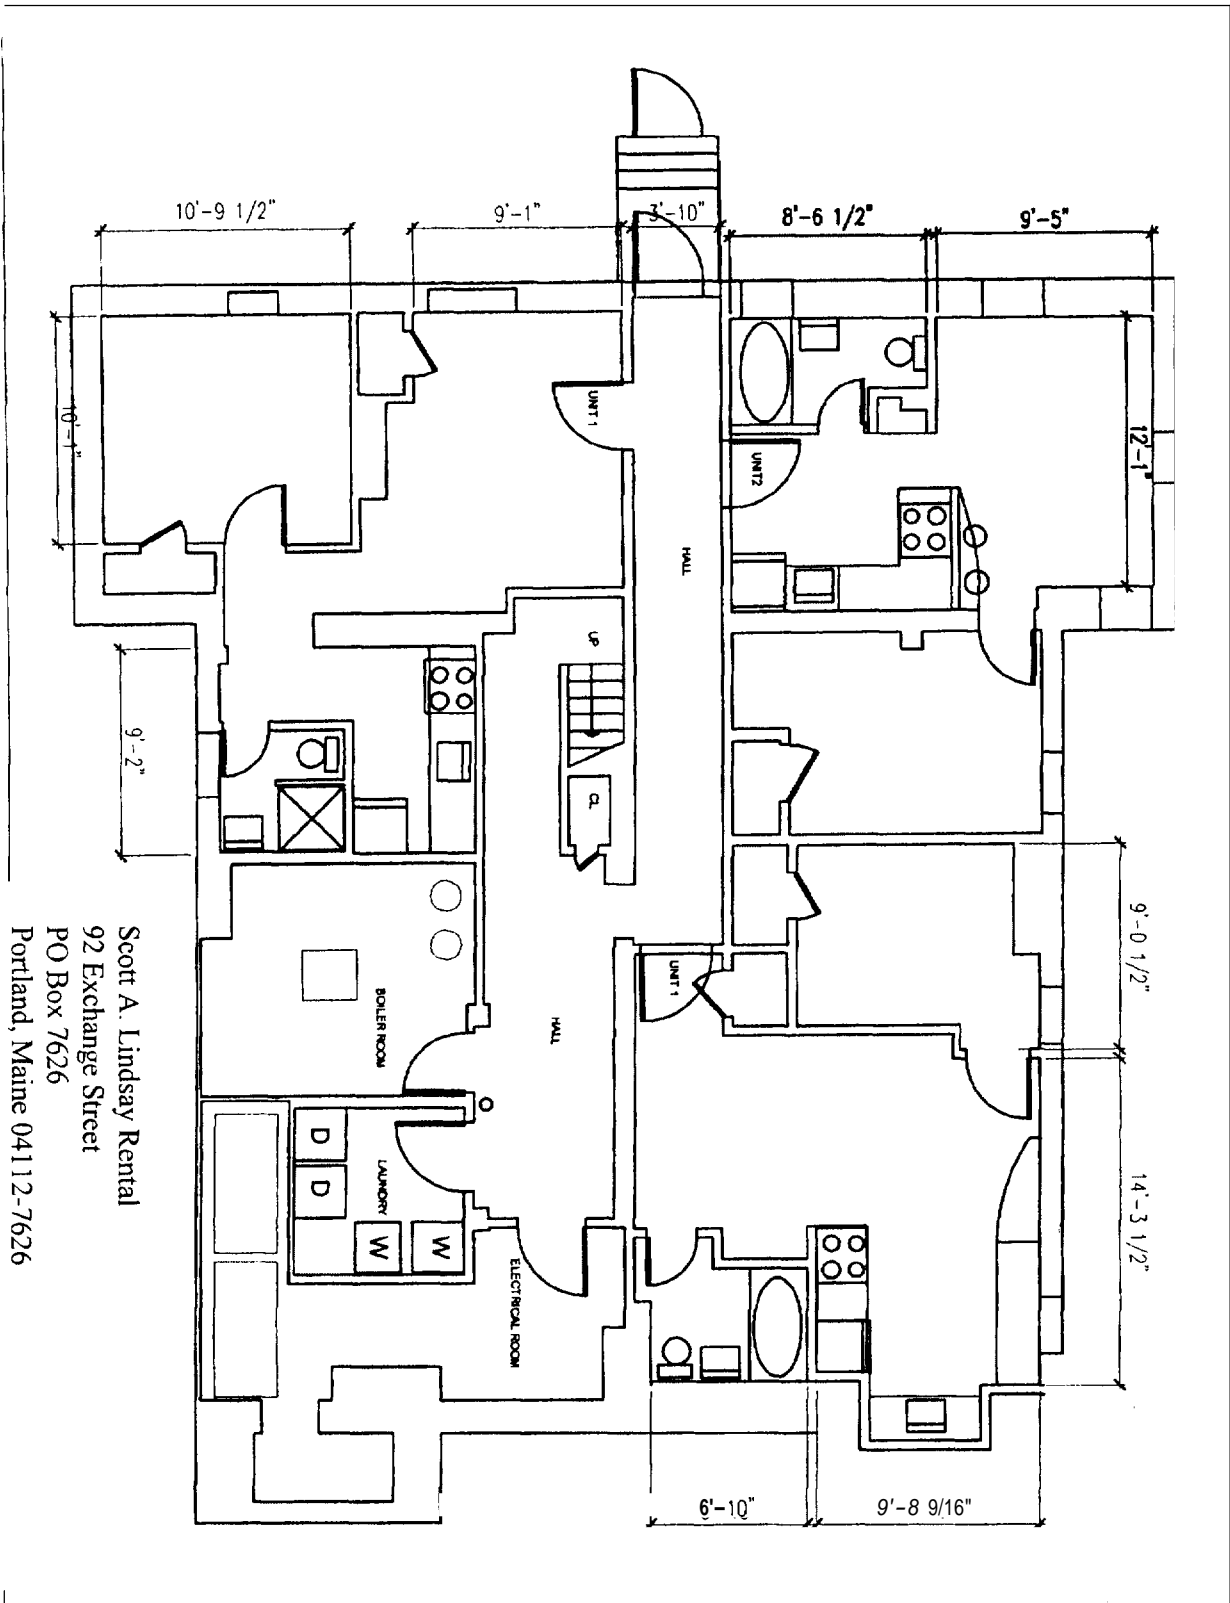 10'-9 1/2"
9'-1"
3'-10"
8'-6 1/2"
9'-5"
10'-1"
UNIT 1
UNIT2
12'-1"
HALL
UP
9'-2"
CL
9'-0 1/2"
UNIT 1
BOILER ROOM
HALL
D
D
LAUNDRY
W
W
ELECTRICAL ROOM
14'-3 1/2"
6'-10"
9'-8 9/16"
Scott A. Lindsay Rental
92 Exchange Street
PO Box 7626
Portland, Maine 04112-7626